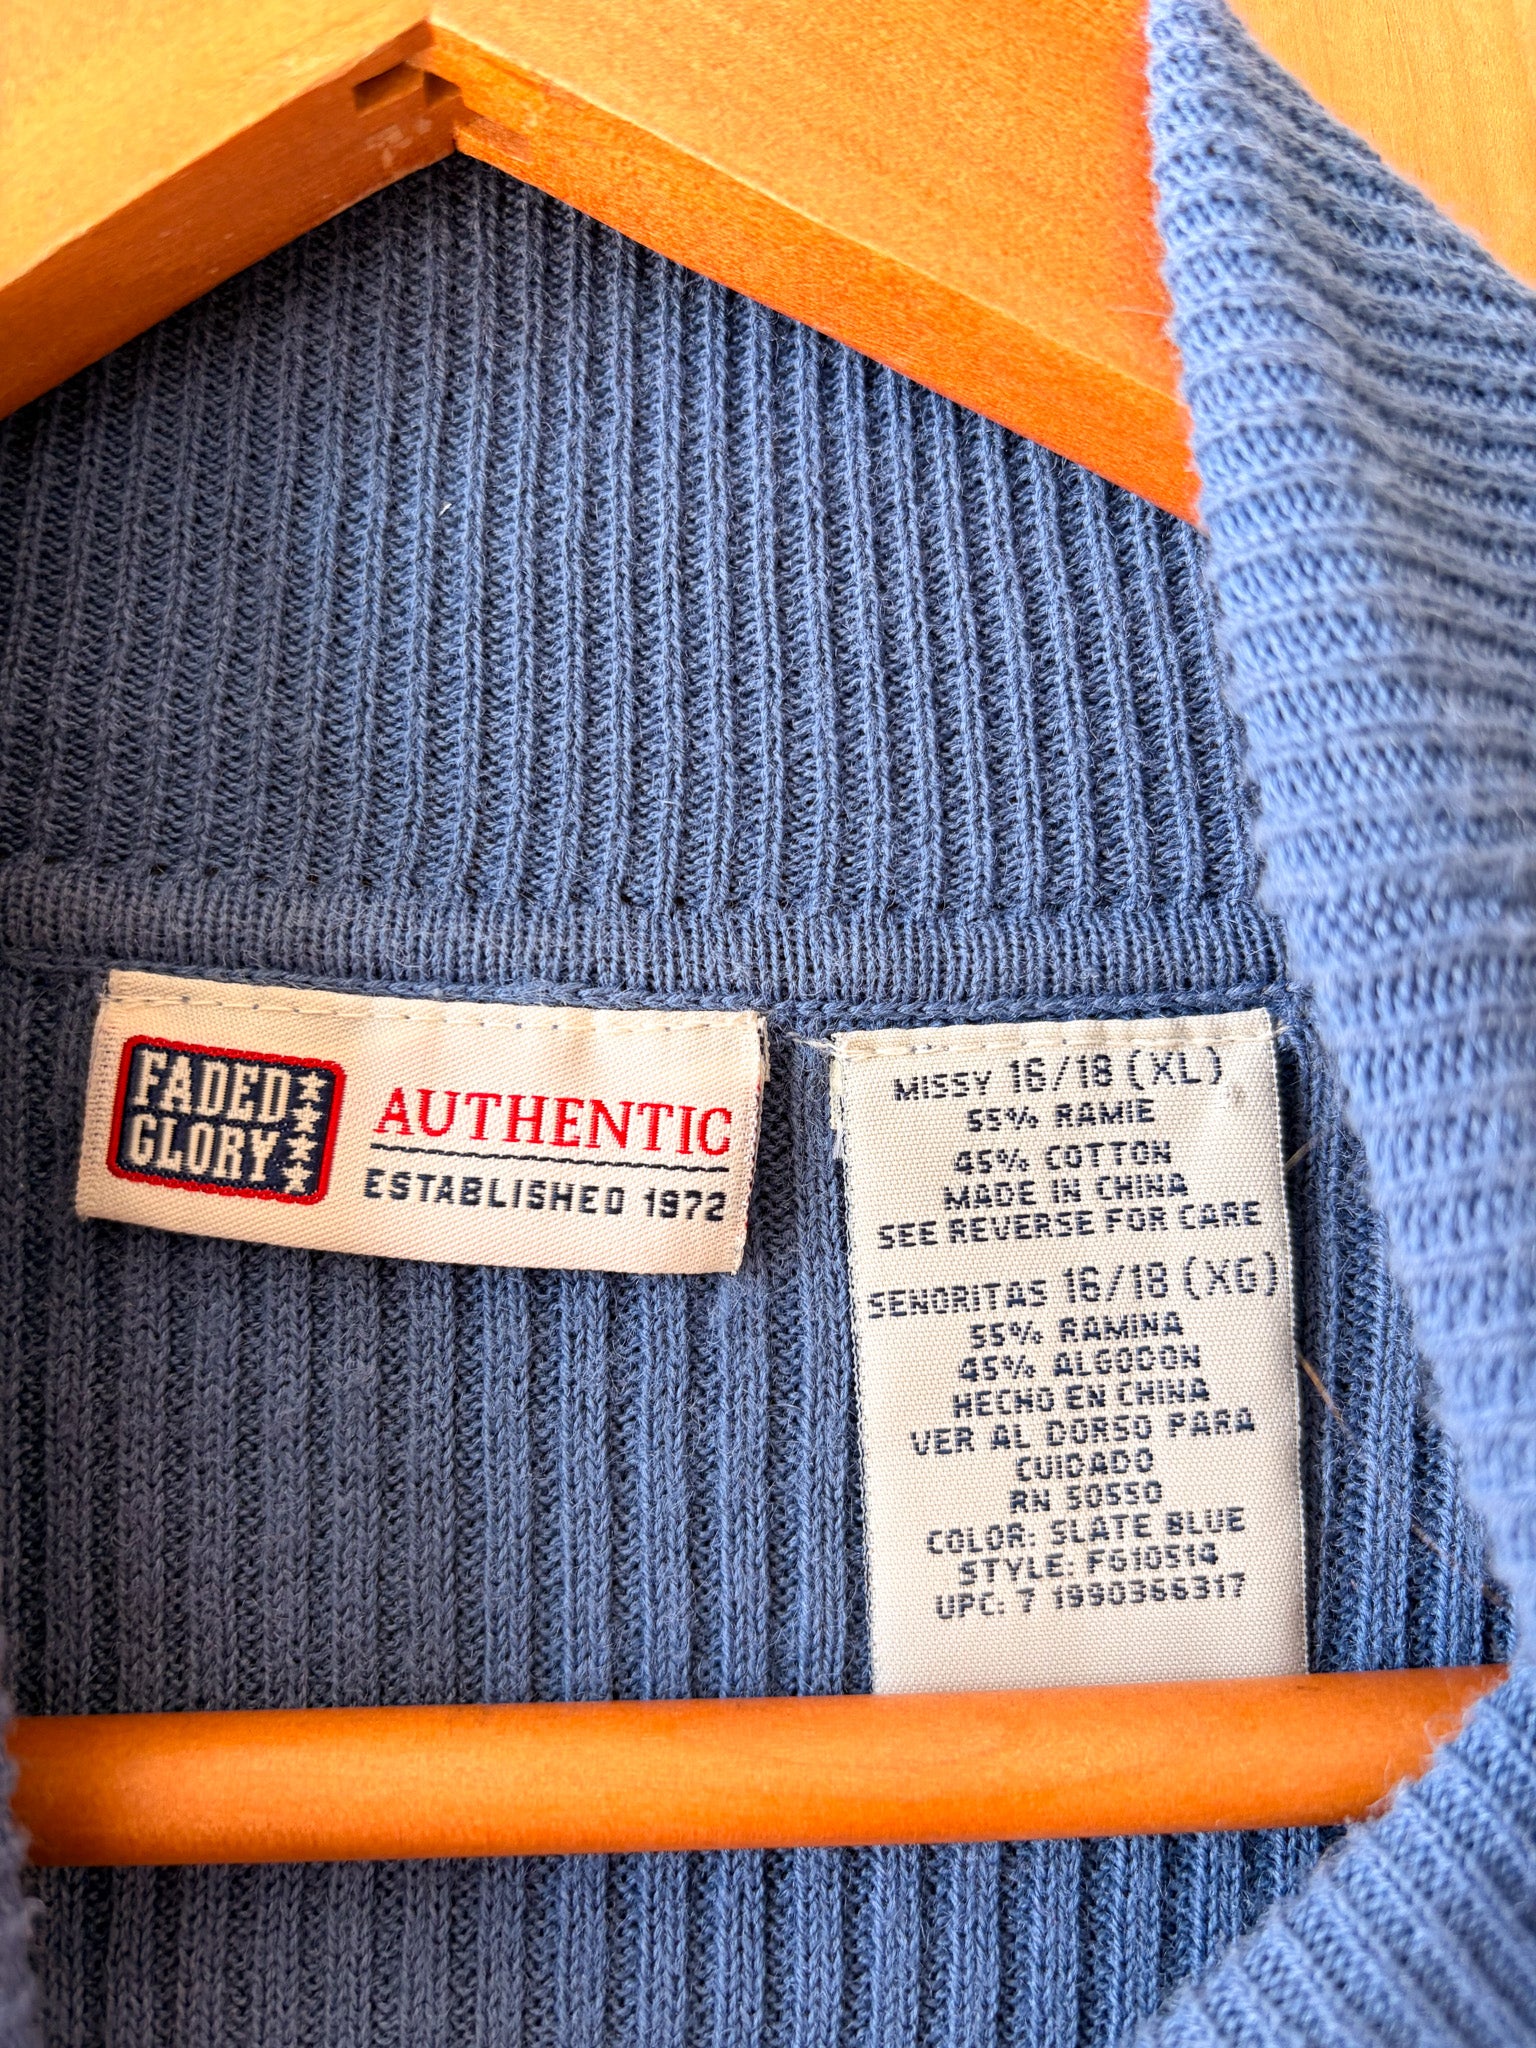 FADED
GLORY
AUTHENTIC
ESTABLISHED 1972
MISSY 16/18 (XL)
55% RAMIE
45% COTTON
MADE IN CHINA
SEE REVERSE FOR CARE
SENORITAS 16/18 (XG)
55% RAMINA
45% ALGODON
HECHO EN CHINA
VER AL DORSO PARA
CUIDADO
RN 50550
COLOR: SLATE BLUE
STYLE: FG10514
UPC: 7 1990366317